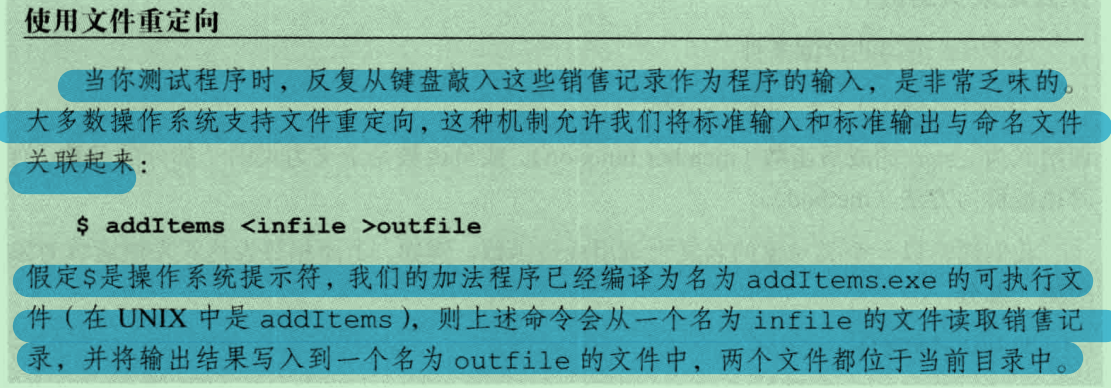 使用文件重定向
当你测试程序时，反复从键盘敲入这些销售记录作为程序的输入，是非常乏味的。
大多数操作系统支持文件重定向，这种机制允许我们将标准输入和标准输出与命名文件
关联起来：
$ addItems <infile >outfile
假定$是操作系统提示符，我们的加法程序已经编译为名为 addItems.exe 的可执行文
件（在 UNIX 中是 addItems），则上述命令会从一个名为 infile 的文件读取销售记
录，并将输出结果写入到一个名为 outfile 的文件中，两个文件都位于当前目录中。